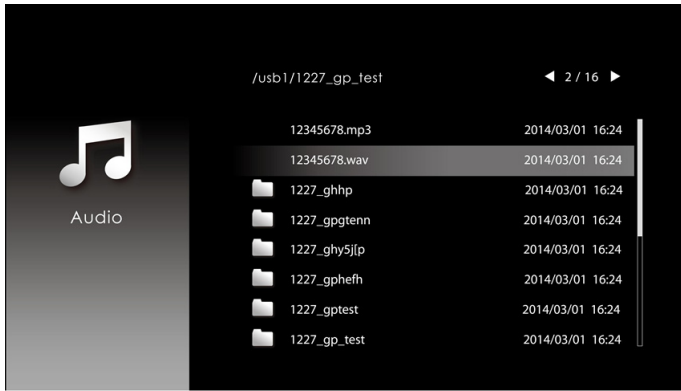 /usb1/1227_gp_test ◀ 2 / 16 ▶
12345678.mp3 2014/03/01 16:24
12345678.wav 2014/03/01 16:24
1227_ghhp 2014/03/01 16:24
Audio
1227_gpgtenn 2014/03/01 16:24
1227_ghy5j[p 2014/03/01 16:24
1227_gphefh 2014/03/01 16:24
1227_gptest 2014/03/01 16:24
1227_gp_test 2014/03/01 16:24